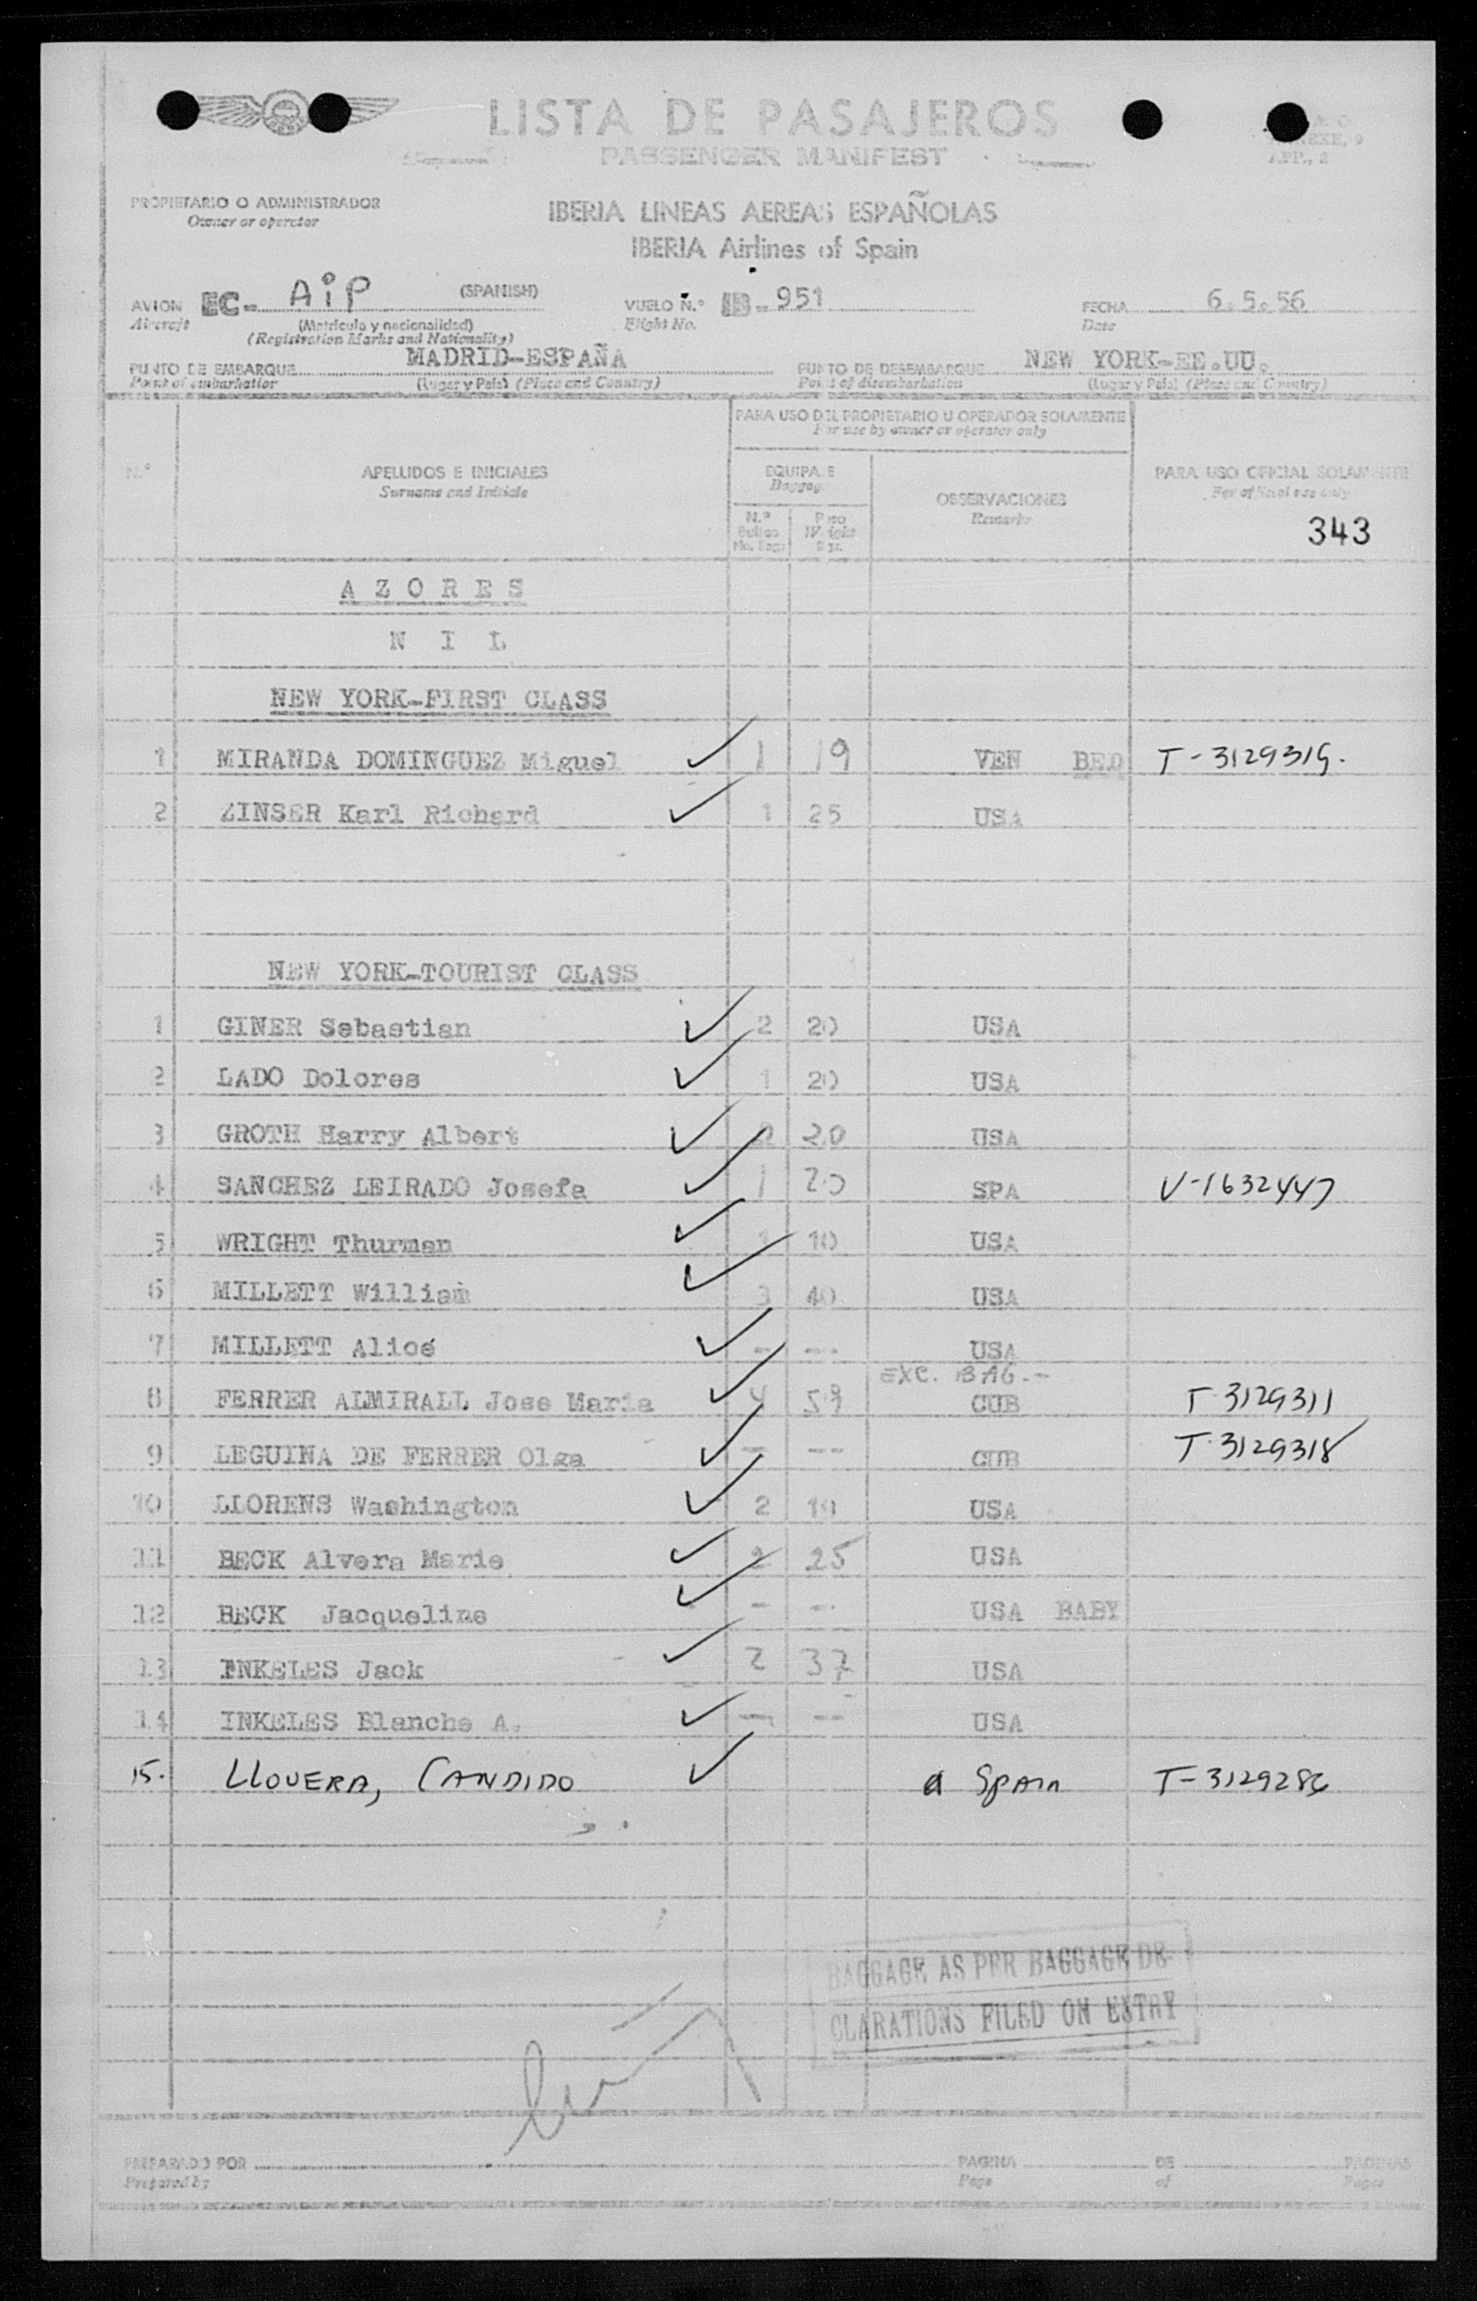 LISTA DE PASAJEROS
PASSENGER MANIFEST
ANNEXE, 9
APP., 2
PROPIETARIO O ADMINISTRADOR
Owner or operator
IBERIA LINEAS AEREAS ESPAÑOLAS
IBERIA Airlines of Spain
AVION EC- AiP (SPANISH) VUELO N.º IB-951 FECHA 6.5.56
Aircraft (Matrícula y nacionalidad) Flight No. Date
(Registration Marks and Nationality)
PUNTO DE EMBARQUE MADRID-ESPAÑA PUNTO DE DESEMBARQUE NEW YORK-EE.UU.
Point of embarkation (Lugar y País) (Place and Country) Point of disembarkation (Lugar y País) (Place and Country)
PARA USO DEL PROPIETARIO U OPERADOR SOLAMENTE
For use by owner or operator only
N.º APELLIDOS E INICIALES EQUIPAJE OBSERVACIONES PARA USO OFICIAL SOLAMENTE
Surname and Initials Baggage Remarks For official use only
N.º Bultos Peso Weight 343
A Z O R E S
N I L
NEW YORK-FIRST CLASS
1 MIRANDA DOMINGUEZ Miguel 1 19 VEN BED T-3129319.
2 ZINSER Karl Richard 1 25 USA
NEW YORK-TOURIST CLASS
1 GINER Sebastian 2 20 USA
2 LADO Dolores 1 20 USA
3 GROTH Harry Albert 2 20 USA
4 SANCHEZ LEIRADO Josefa 1 20 SPA V-1632447
5 WRIGHT Thurman 1 10 USA
6 MILLETT William 3 40 USA
7 MILLETT Alice - -- USA
EXC. BAG.-
8 FERRER ALMIRALL Jose Maria 4 59 CUB T-3129311
9 LEGUINA DE FERRER Olga - -- CUB T-3129318
10 LLORENS Washington 2 19 USA
11 BECK Alvera Marie 2 25 USA
12 BECK Jacqueline - - USA BABY
13 INKELES Jack 2 37 USA
14 INKELES Blanche A. - -- USA
15. LLOVERA, CANDIDO a Spain T-3129286
BAGGAGE AS PER BAGGAGE DE-
CLARATIONS FILED ON ENTRY
PREPARADO POR PAGINA DE PAGINAS
Prepared by Page of Pages